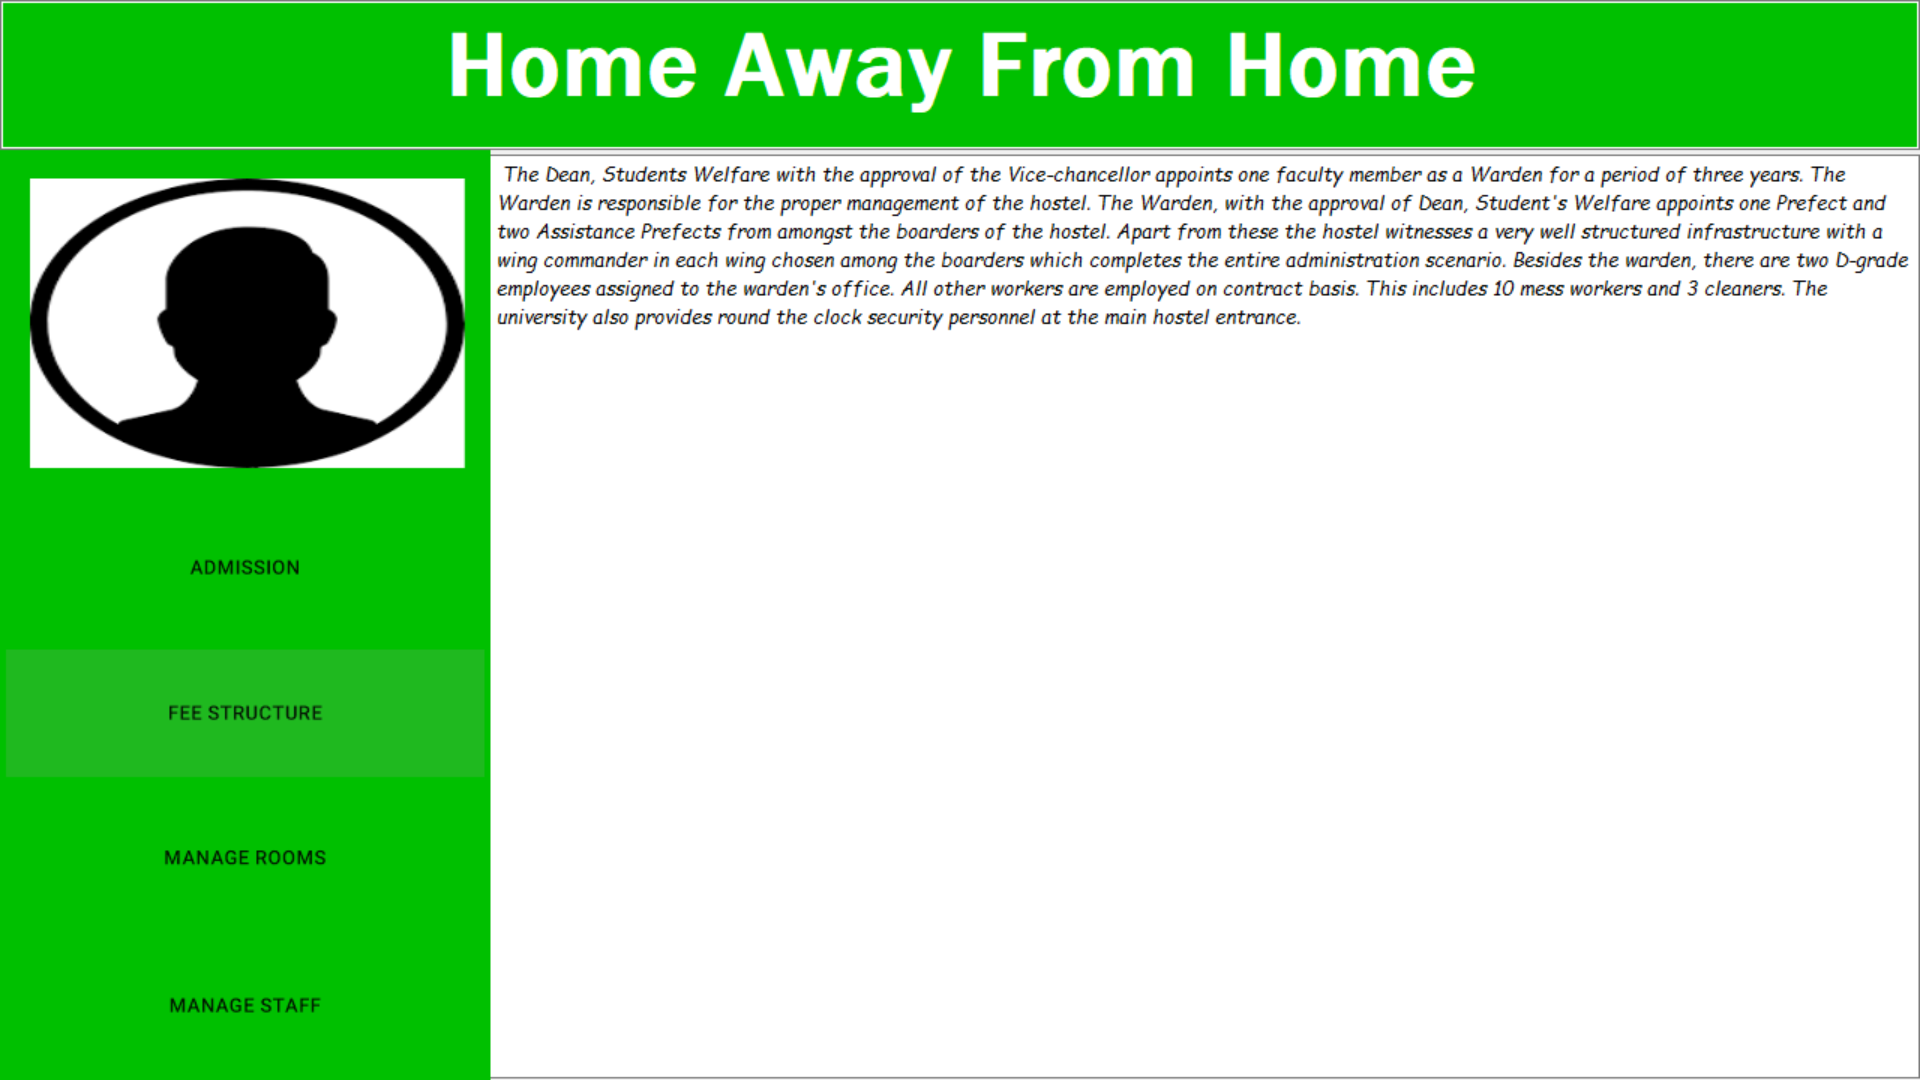 Home Away From Home
The Dean, Students Welfare with the approval of the Vice-chancellor appoints one faculty member as a Warden for a period of three years. The
Warden is responsible for the proper management of the hostel. The Warden, with the approval of Dean, Student's Welfare appoints one Prefect and
two Assistance Prefects from amongst the boarders of the hostel. Apart from these the hostel witnesses a very well structured infrastructure with a
wing commander in each wing chosen among the boarders which completes the entire administration scenario. Besides the warden, there are two D-grade
employees assigned to the warden's office. All other workers are employed on contract basis. This includes 10 mess workers and 3 cleaners. The
university also provides round the clock security personnel at the main hostel entrance.
ADMISSION
FEE STRUCTURE
MANAGE ROOMS
MANAGE STAFF